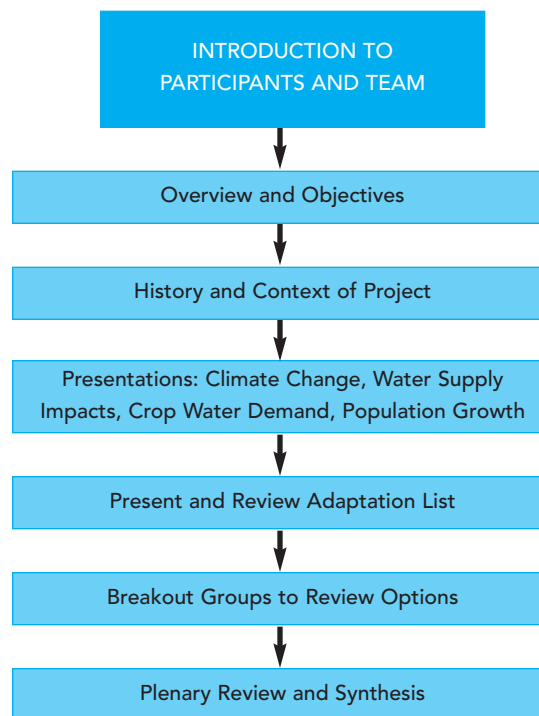 INTRODUCTION TO
PARTICIPANTS AND TEAM
Overview and Objectives
History and Context of Project
Presentations: Climate Change, Water Supply
Impacts, Crop Water Demand, Population Growth
Present and Review Adaptation List
Breakout Groups to Review Options
Plenary Review and Synthesis